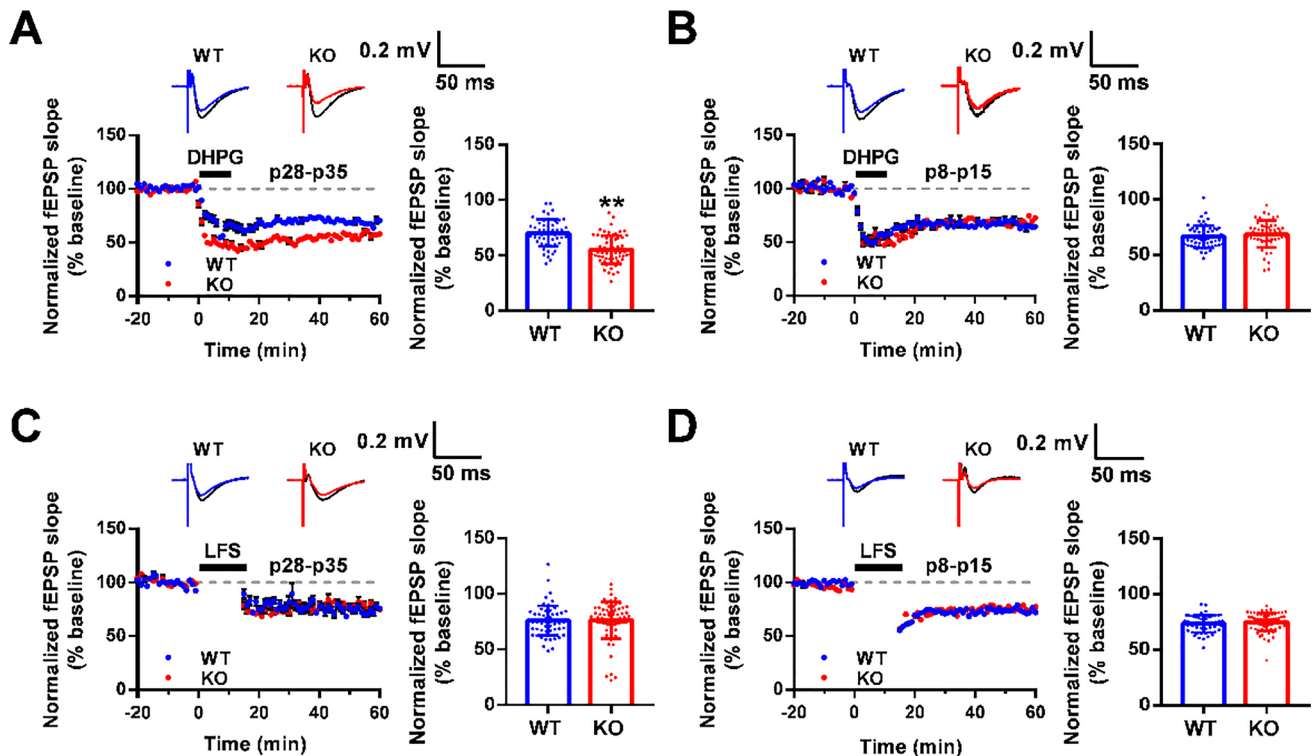 A
WT
KO
0.2 mV
50 ms
Normalized fEPSP slope
(% baseline)
150
100
50
0
DHPG
p28-p35
WT
KO
-20
0
20
40
60
Time (min)
Normalized fEPSP slope
(% baseline)
150
100
50
0
**
WT
KO
B
WT
KO
0.2 mV
50 ms
Normalized fEPSP slope
(% baseline)
150
100
50
0
DHPG
p8-p15
WT
KO
-20
0
20
40
60
Time (min)
Normalized fEPSP slope
(% baseline)
150
100
50
0
WT
KO
C
WT
KO
0.2 mV
50 ms
Normalized fEPSP slope
(% baseline)
150
100
50
0
LFS
p28-p35
WT
KO
-20
0
20
40
60
Time (min)
Normalized fEPSP slope
(% baseline)
150
100
50
0
WT
KO
D
WT
KO
0.2 mV
50 ms
Normalized fEPSP slope
(% baseline)
150
100
50
0
LFS
p8-p15
WT
KO
-20
0
20
40
60
Time (min)
Normalized fEPSP slope
(% baseline)
150
100
50
0
WT
KO